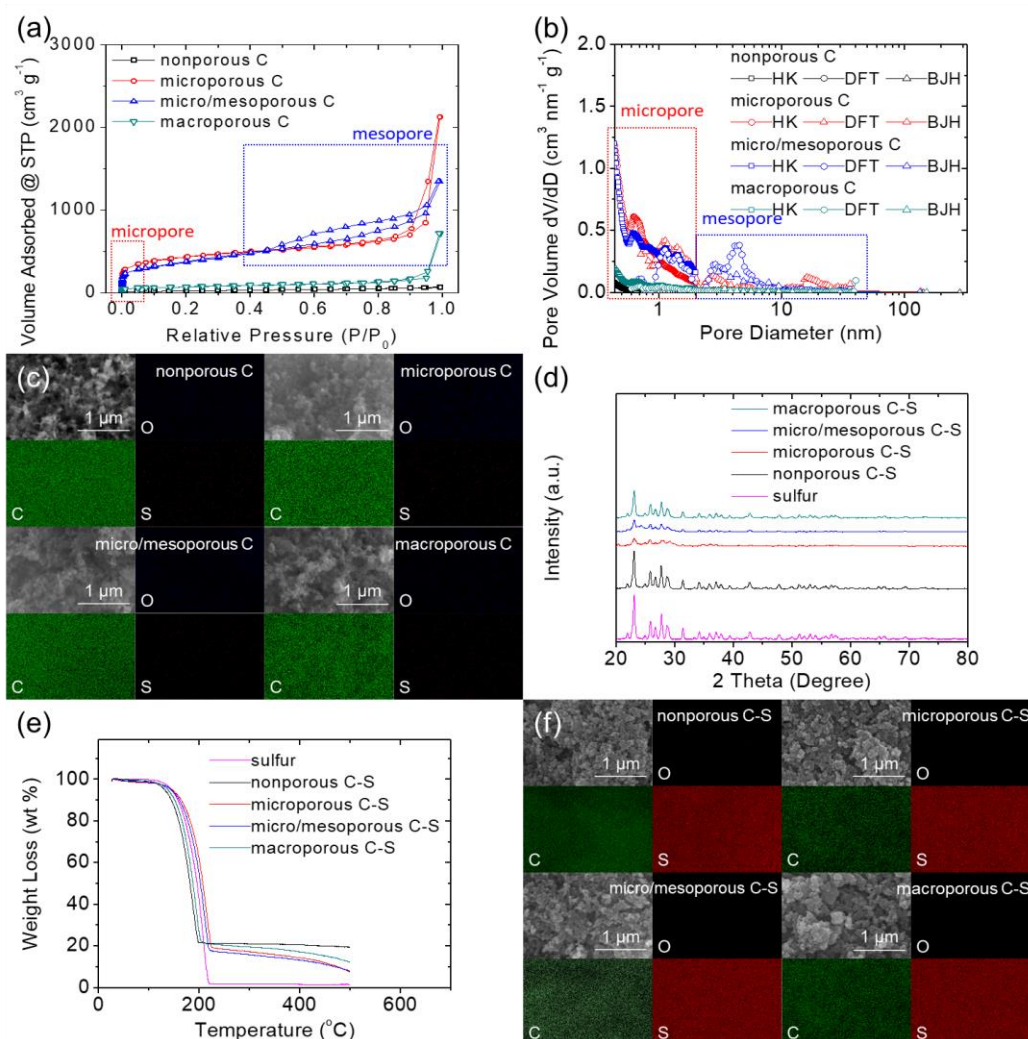 (a)
3000
2000
1000
0
Volume Adsorbed @ STP (cm³ g⁻¹)
nonporous C
microporous C
micro/mesoporous C
macroporous C
mesopore
micropore
0.0 0.2 0.4 0.6 0.8 1.0
Relative Pressure (P/P₀)
(b)
2.0
1.5
1.0
0.5
0.0
Pore Volume dV/dD (cm³ nm⁻¹ g⁻¹)
nonporous C
HK DFT BJH
microporous C
HK DFT BJH
micro/mesoporous C
HK DFT BJH
macroporous C
HK DFT BJH
micropore
mesopore
1 10 100
Pore Diameter (nm)
(c)
nonporous C
1 µm
O
microporous C
1 µm
O
C S C S
micro/mesoporous C
1 µm
O
macroporous C
1 µm
O
C S C S
(d)
Intensity (a.u.)
macroporous C-S
micro/mesoporous C-S
microporous C-S
nonporous C-S
sulfur
20 30 40 50 60 70 80
2 Theta (Degree)
(e)
100
80
60
40
20
0
Weight Loss (wt %)
sulfur
nonporous C-S
microporous C-S
micro/mesoporous C-S
macroporous C-S
0 200 400 600
Temperature (°C)
(f)
nonporous C-S
1 µm
O
microporous C-S
1 µm
O
C S C S
micro/mesoporous C-S
1 µm
O
macroporous C-S
1 µm
O
C S C S